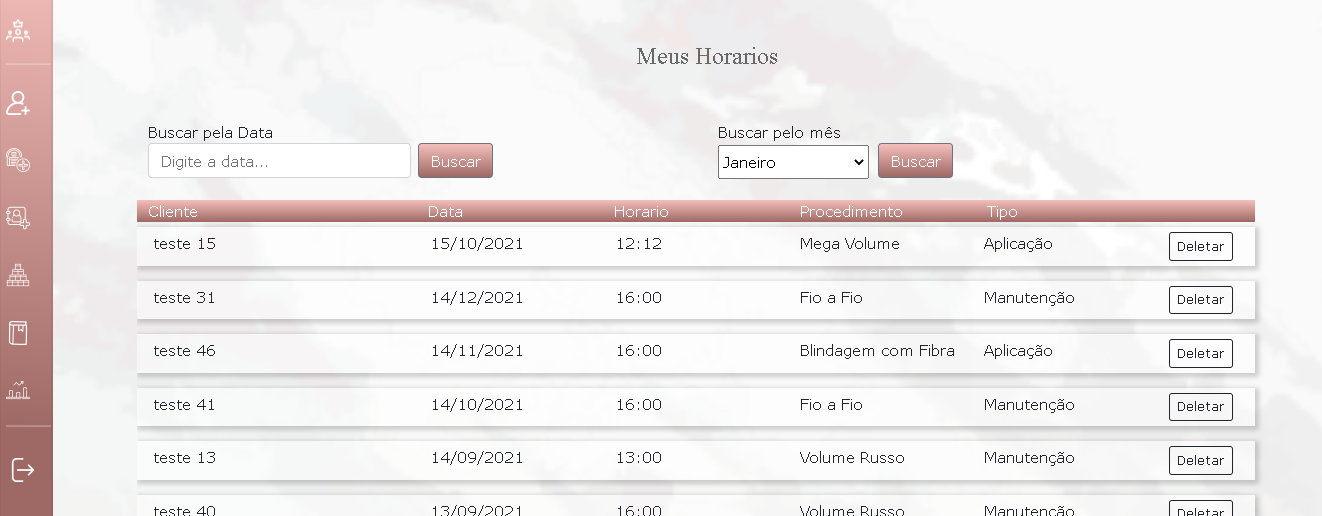 Meus Horarios
Buscar pela Data
Buscar pelo mês
Digite a data... Buscar
Janeiro Buscar
Cliente Data Horario Procedimento Tipo
teste 15 15/10/2021 12:12 Mega Volume Aplicação Deletar
teste 31 14/12/2021 16:00 Fio a Fio Manutenção Deletar
teste 46 14/11/2021 16:00 Blindagem com Fibra Aplicação Deletar
teste 41 14/10/2021 16:00 Fio a Fio Manutenção Deletar
teste 13 14/09/2021 13:00 Volume Russo Manutenção Deletar
teste 40 13/09/2021 16:00 Volume Russo Manutenção Deletar